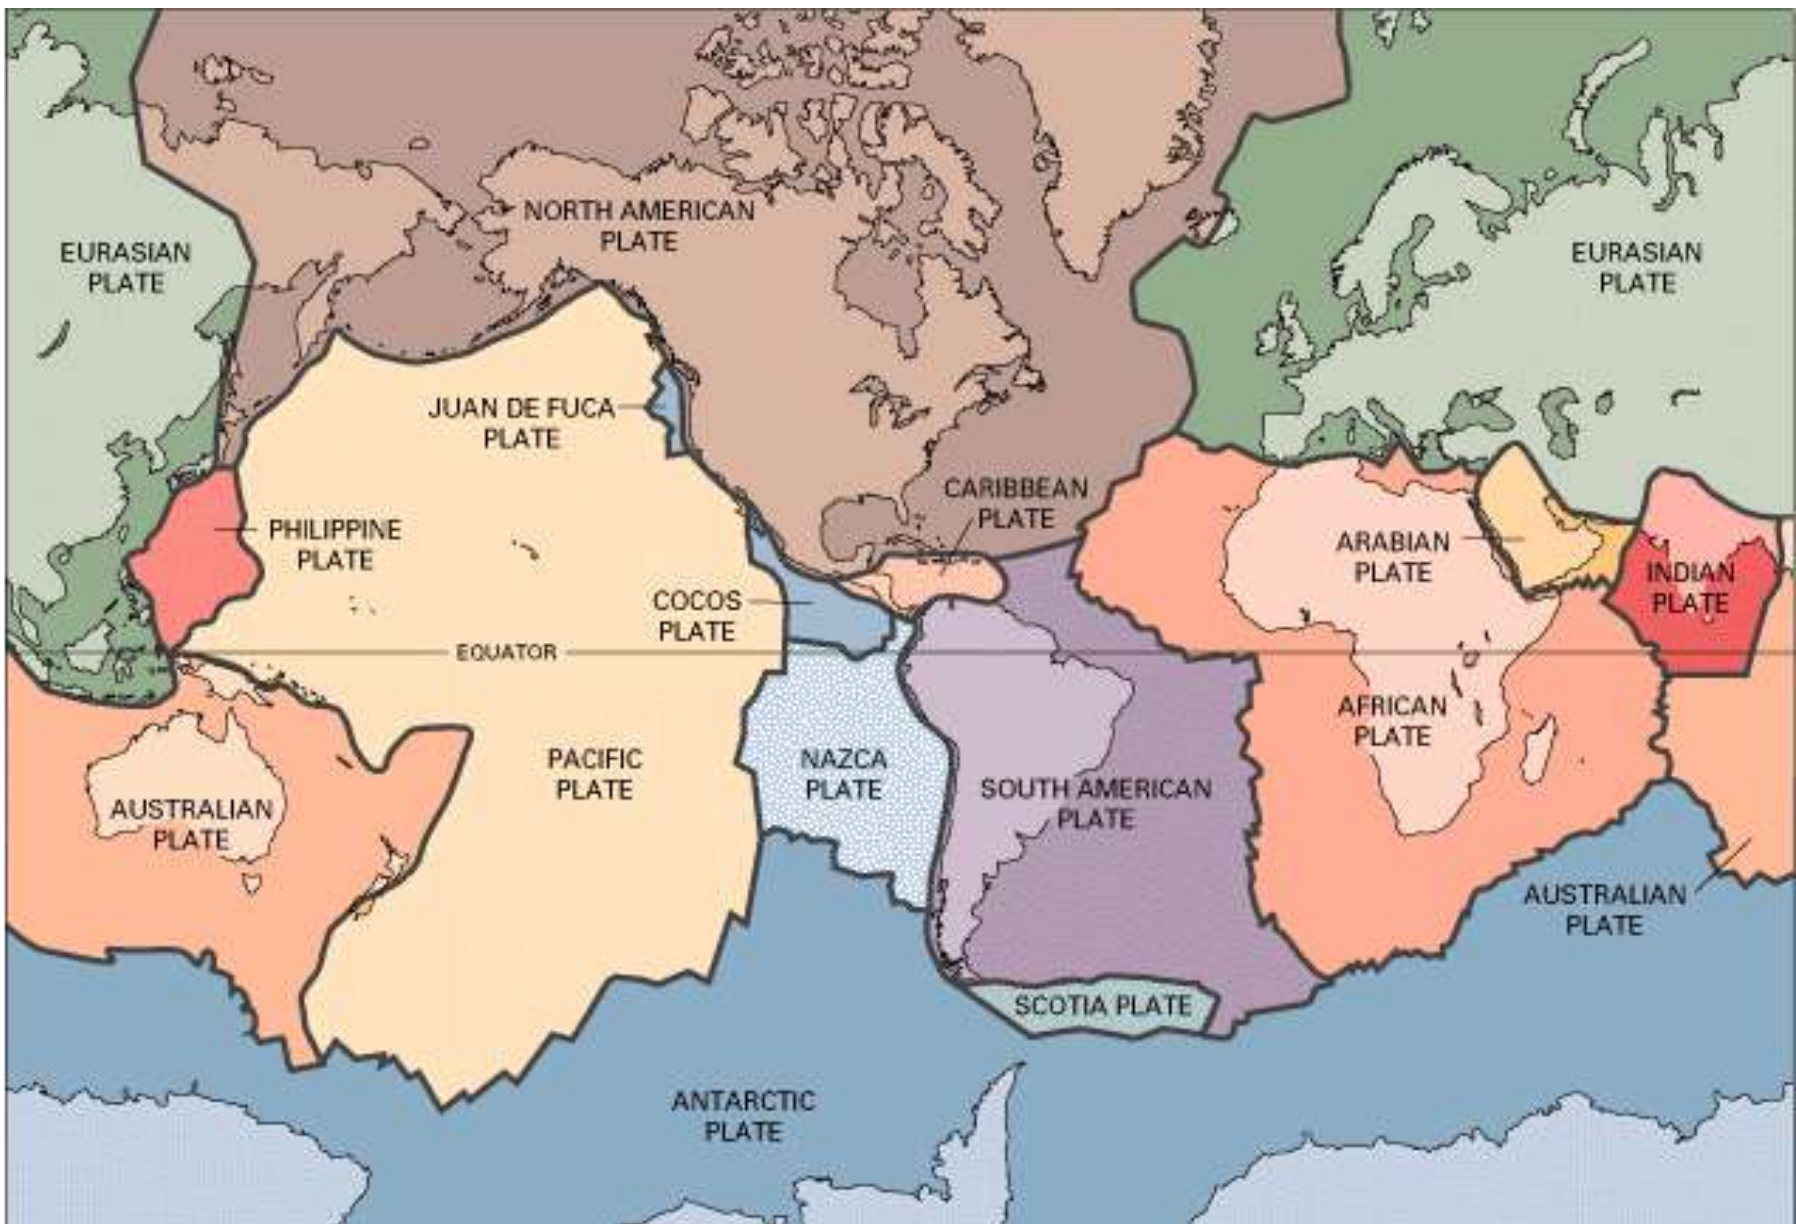 NORTH AMERICAN
PLATE
EURASIAN
PLATE
EURASIAN
PLATE
JUAN DE FUCA
PLATE
CARIBBEAN
PLATE
PHILIPPINE
PLATE
ARABIAN
PLATE
INDIAN
PLATE
COCOS
PLATE
EQUATOR
AFRICAN
PLATE
PACIFIC
PLATE
NAZCA
PLATE
SOUTH AMERICAN
PLATE
AUSTRALIAN
PLATE
AUSTRALIAN
PLATE
SCOTIA PLATE
ANTARCTIC
PLATE